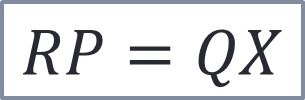 RP = QX